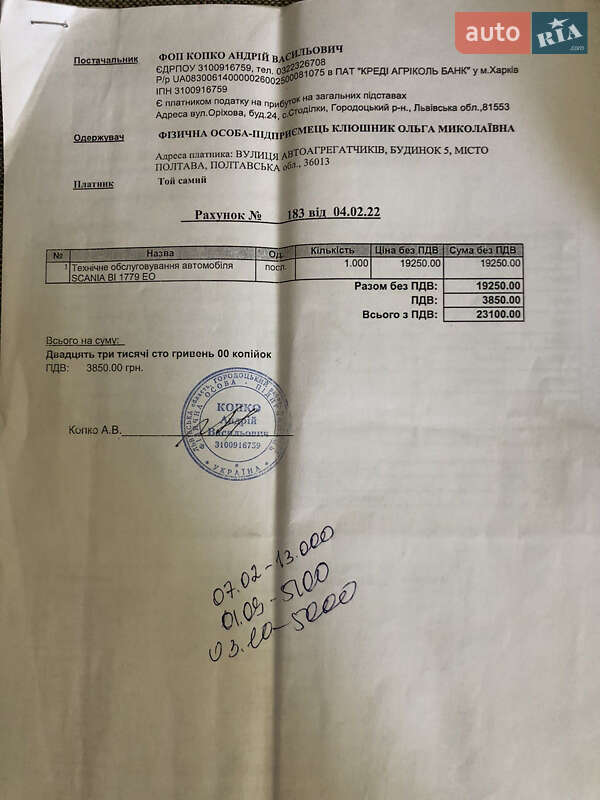 auto RIA.com
Постачальник ФОП КОПКО АНДРІЙ ВАСИЛЬОВИЧ
ЄДРПОУ 3100916759, тел. 0322326708
Р/р UA083006140000026002500081075 в ПАТ "КРЕДІ АГРІКОЛЬ БАНК" у м.Харків
ІПН 3100916759
Є платником податку на прибуток на загальних підставах
Адреса вул.Оріхова, буд.24, с.Стоділки, Городоцький р-н., Львівська обл.,81553
Одержувач ФІЗИЧНА ОСОБА-ПІДПРИЄМЕЦЬ КЛЮШНІК ОЛЬГА МИКОЛАЇВНА
Адреса платника: ВУЛИЦЯ АВТОАГРЕГАТЧИКІВ, БУДИНОК 5, МІСТО
ПОЛТАВА, ПОЛТАВСЬКА обл., 36013
Платник Той самий
Рахунок № 183 від 04.02.22
№ Назва Од. Кількість Ціна без ПДВ Сума без ПДВ
1 Технічне обслуговування автомобіля посл. 1.000 19250.00 19250.00
SCANIA BI 1779 EO
Разом без ПДВ: 19250.00
ПДВ: 3850.00
Всього з ПДВ: 23100.00
Всього на суму:
Двадцять три тисячі сто гривень 00 копійок
ПДВ: 3850.00 грн.
Копко А.В.
КОПКО
Андрій
Васильович
3100916759
УКРАЇНА
07.02-13.000
01.09-5100
03.10-5000